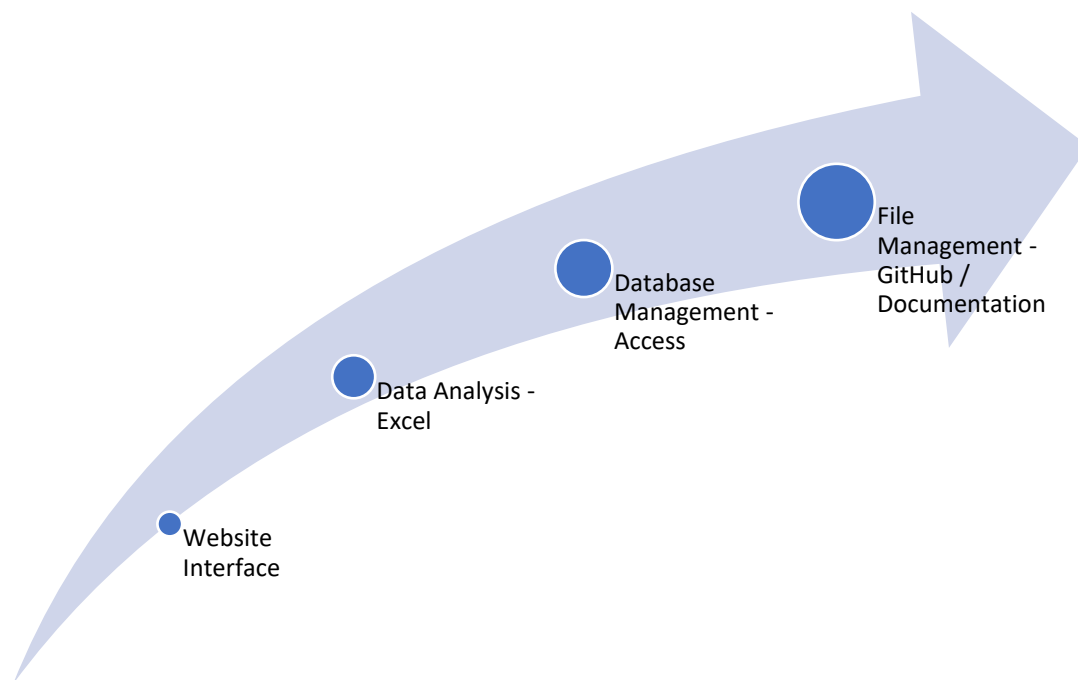 Website
Interface
Data Analysis -
Excel
Database
Management -
Access
File
Management -
GitHub /
Documentation